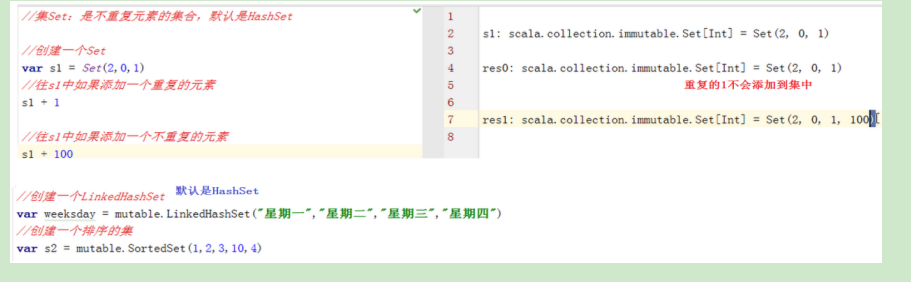 //集Set：是不重复元素的集合，默认是HashSet
//创建一个Set
var s1 = Set(2,0,1)
//往s1中如果添加一个重复的元素
s1 + 1
//往s1中如果添加一个不重复的元素
s1 + 100
1
2 s1: scala.collection.immutable.Set[Int] = Set(2, 0, 1)
3
4 res0: scala.collection.immutable.Set[Int] = Set(2, 0, 1)
5 重复的1不会添加到集中
6
7 res1: scala.collection.immutable.Set[Int] = Set(2, 0, 1, 100)
8
//创建一个LinkedHashSet 默认是HashSet
var weeksday = mutable.LinkedHashSet("星期一","星期二","星期三","星期四")
//创建一个排序的集
var s2 = mutable.SortedSet(1,2,3,10,4)